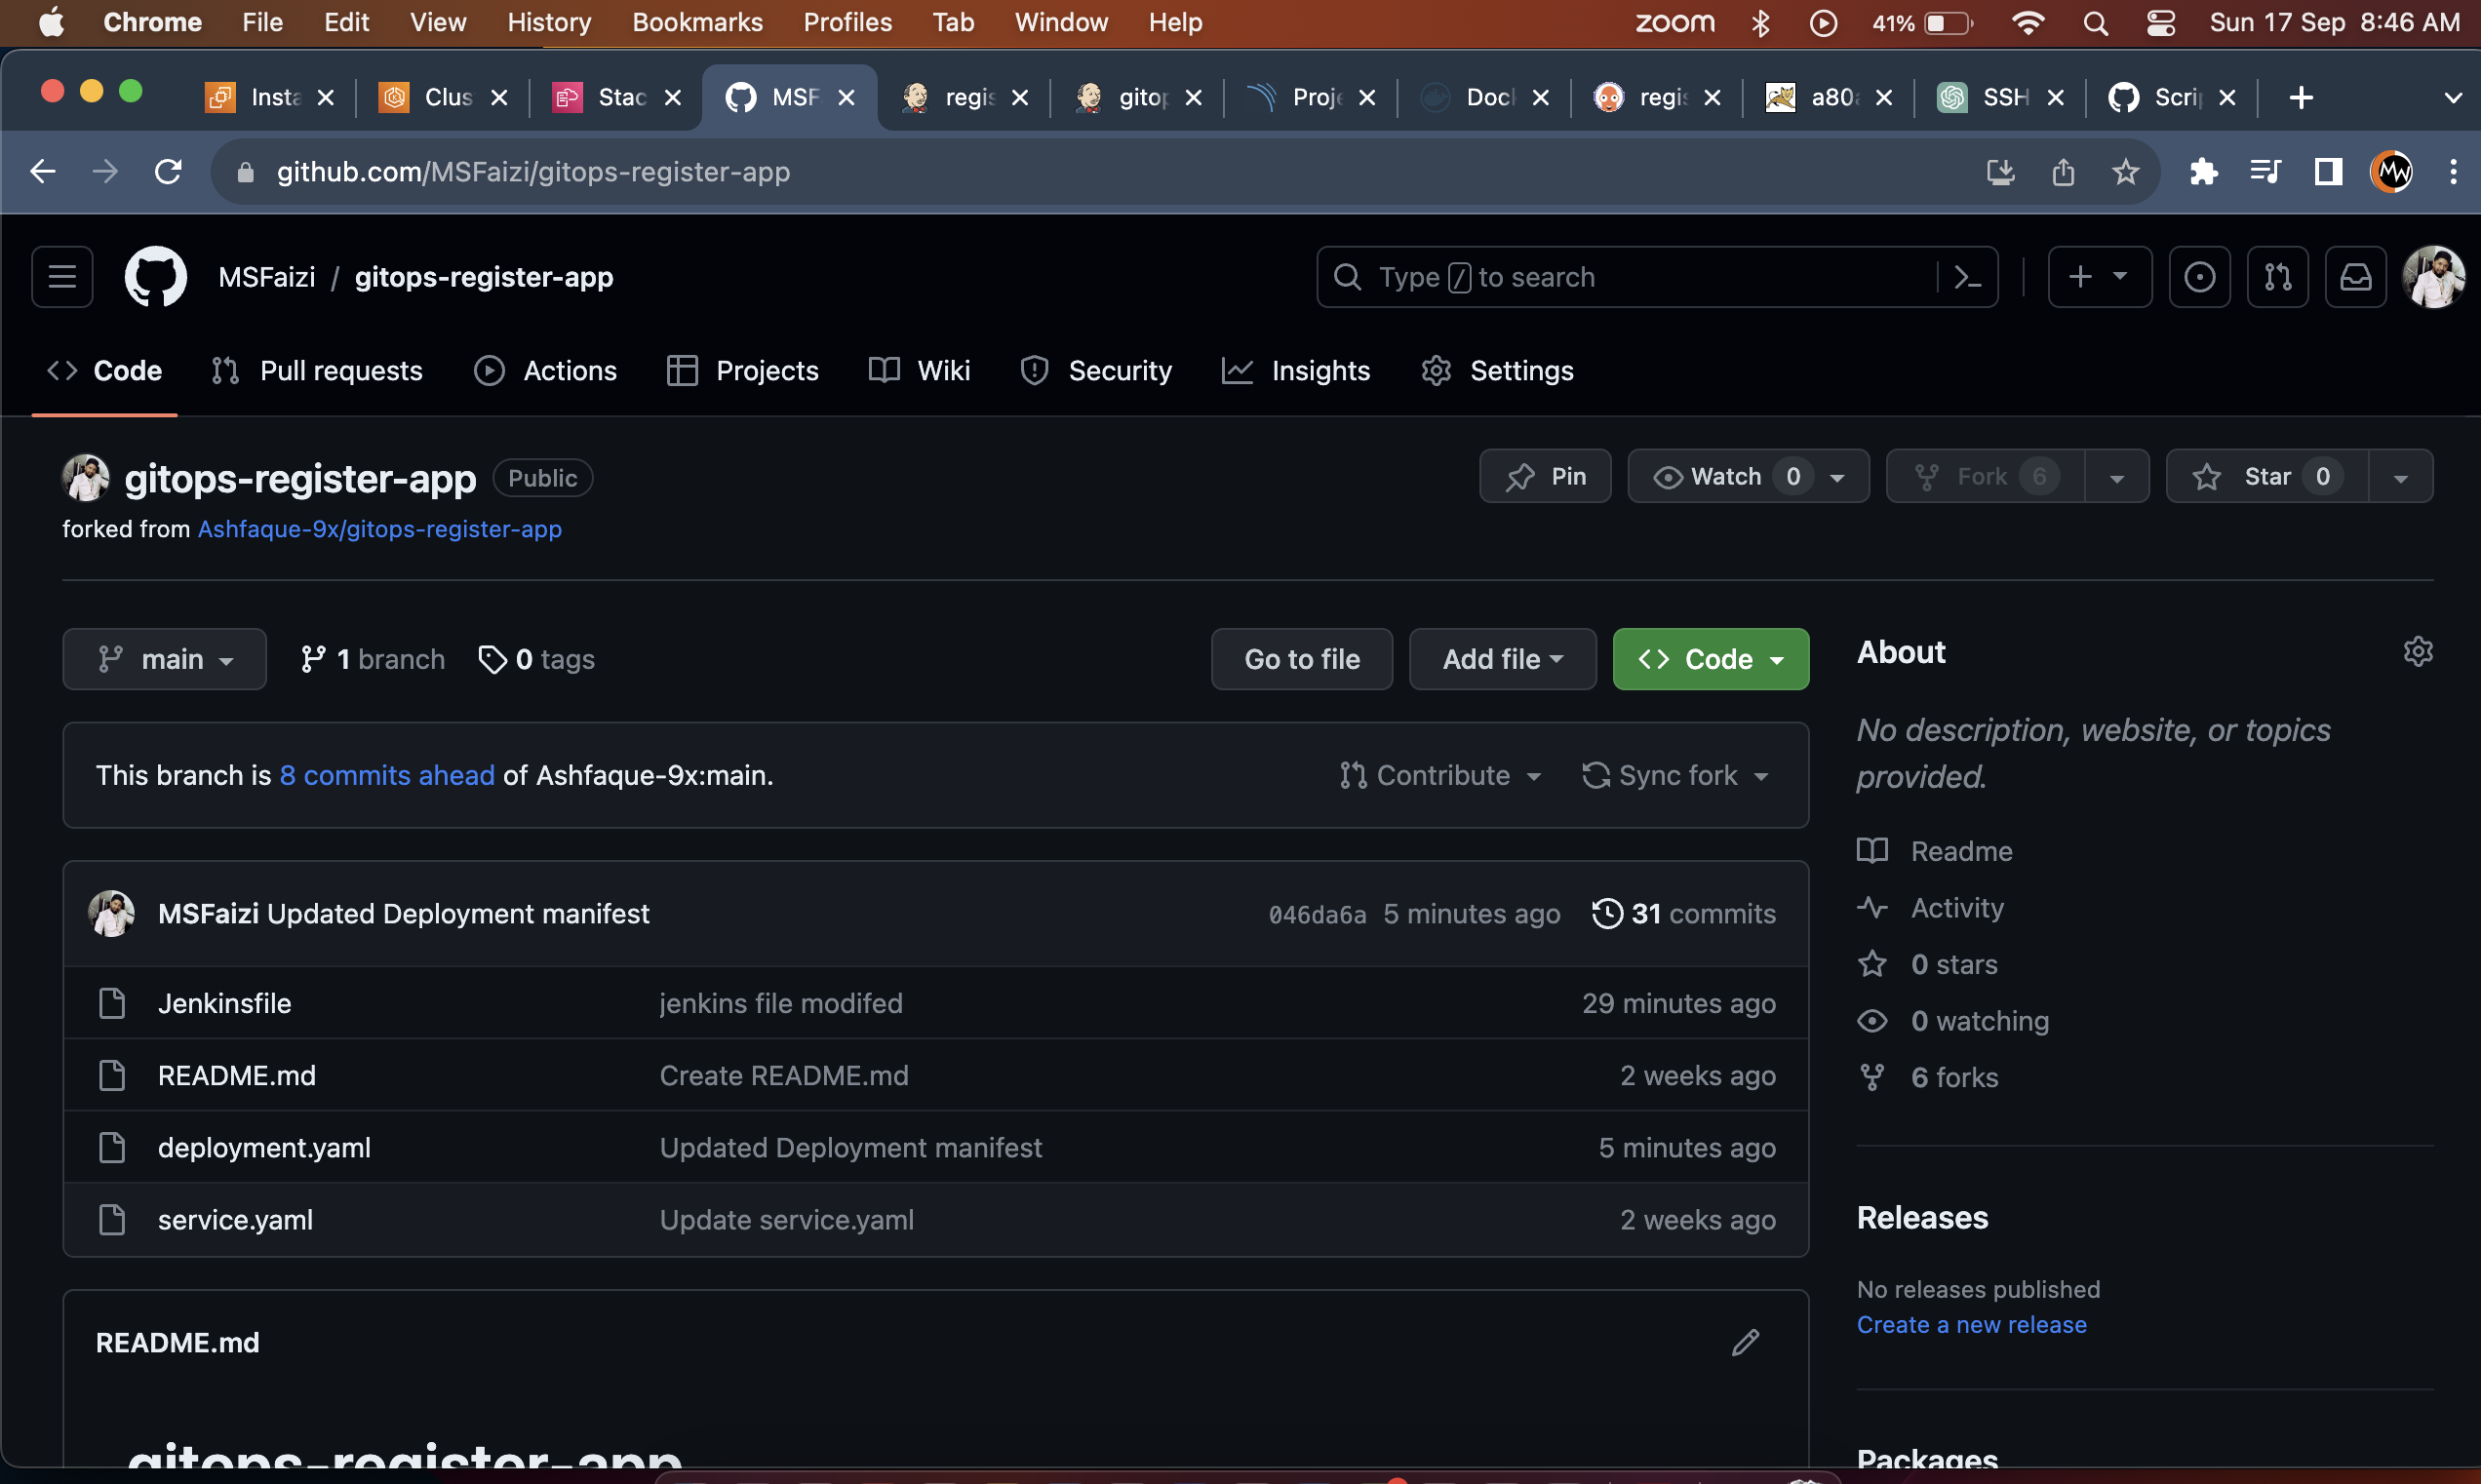 Chrome File Edit View History Bookmarks Profiles Tab Window Help zoom 41% Sun 17 Sep 8:46 AM
Insta Clus Stac MSF regis gitop Proje Doc regis a80a SSH Scrip
github.com/MSFaizi/gitops-register-app
MSFaizi / gitops-register-app Type / to search
Code Pull requests Actions Projects Wiki Security Insights Settings
gitops-register-app Public Pin Watch 0 Fork 6 Star 0
forked from Ashfaque-9x/gitops-register-app
main 1 branch 0 tags Go to file Add file Code
About
No description, website, or topics
provided.
This branch is 8 commits ahead of Ashfaque-9x:main. Contribute Sync fork
Readme
Activity
0 stars
0 watching
6 forks
MSFaizi Updated Deployment manifest 046da6a 5 minutes ago 31 commits
Jenkinsfile jenkins file modifed 29 minutes ago
README.md Create README.md 2 weeks ago
deployment.yaml Updated Deployment manifest 5 minutes ago
service.yaml Update service.yaml 2 weeks ago
Releases
No releases published
Create a new release
README.md
gitops-register-app
Packages